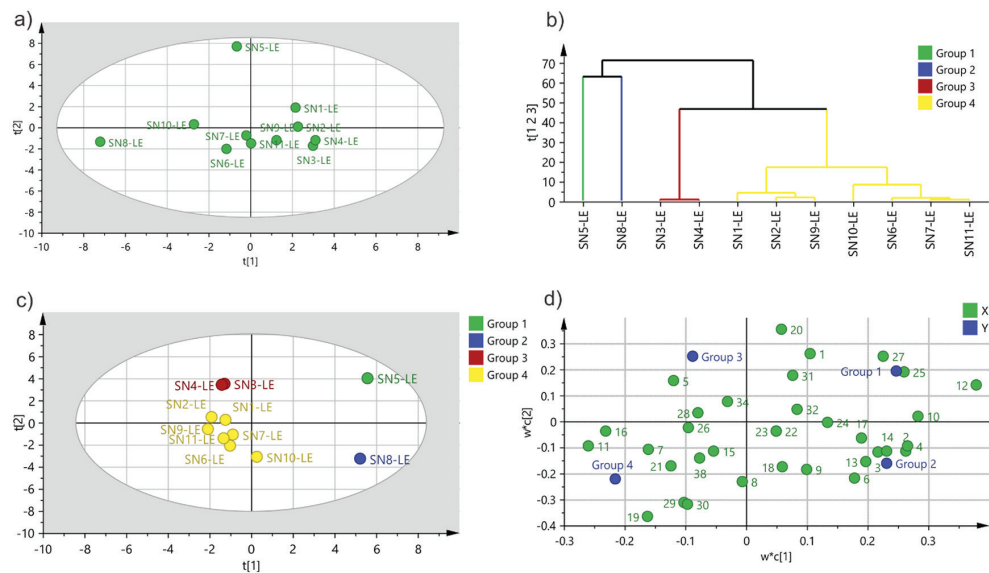 a)
t[2]
8
6
4
2
0
-2
-4
-6
-8
-10
SN5-LE
SN1-LE
SN10-LE
SN9-LE
SN2-LE
SN7-LE
SN8-LE
SN11-LE
SN4-LE
SN6-LE
SN3-LE
-10 -8 -6 -4 -2 0 2 4 6 8 10
t[1]
b)
Group 1
Group 2
Group 3
Group 4
t[1 2 3]
70
60
50
40
30
20
10
0
SN5-LE
SN8-LE
SN3-LE
SN4-LE
SN1-LE
SN2-LE
SN9-LE
SN10-LE
SN6-LE
SN7-LE
SN11-LE
c)
Group 1
Group 2
Group 3
Group 4
t[2]
8
6
4
2
0
-2
-4
-6
-8
-10
SN4-LE
SN3-LE
SN5-LE
SN2-LE
SN1-LE
SN9-LE
SN11-LE
SN7-LE
SN6-LE
SN10-LE
SN8-LE
-10 -8 -6 -4 -2 0 2 4 6 8 10
t[1]
d)
X
Y
w*c[2]
0.3
0.2
0.1
0
-0.1
-0.2
-0.3
-0.4
20
Group 3
1
27
Group 1
25
5
31
12
34
32
28
10
16
26
23
22
24
17
14
2
11
7
15
4
21
38
18
9
13
3
Group 2
Group 4
8
6
29
30
19
-0.3 -0.2 -0.1 0 0.1 0.2 0.3
w*c[1]